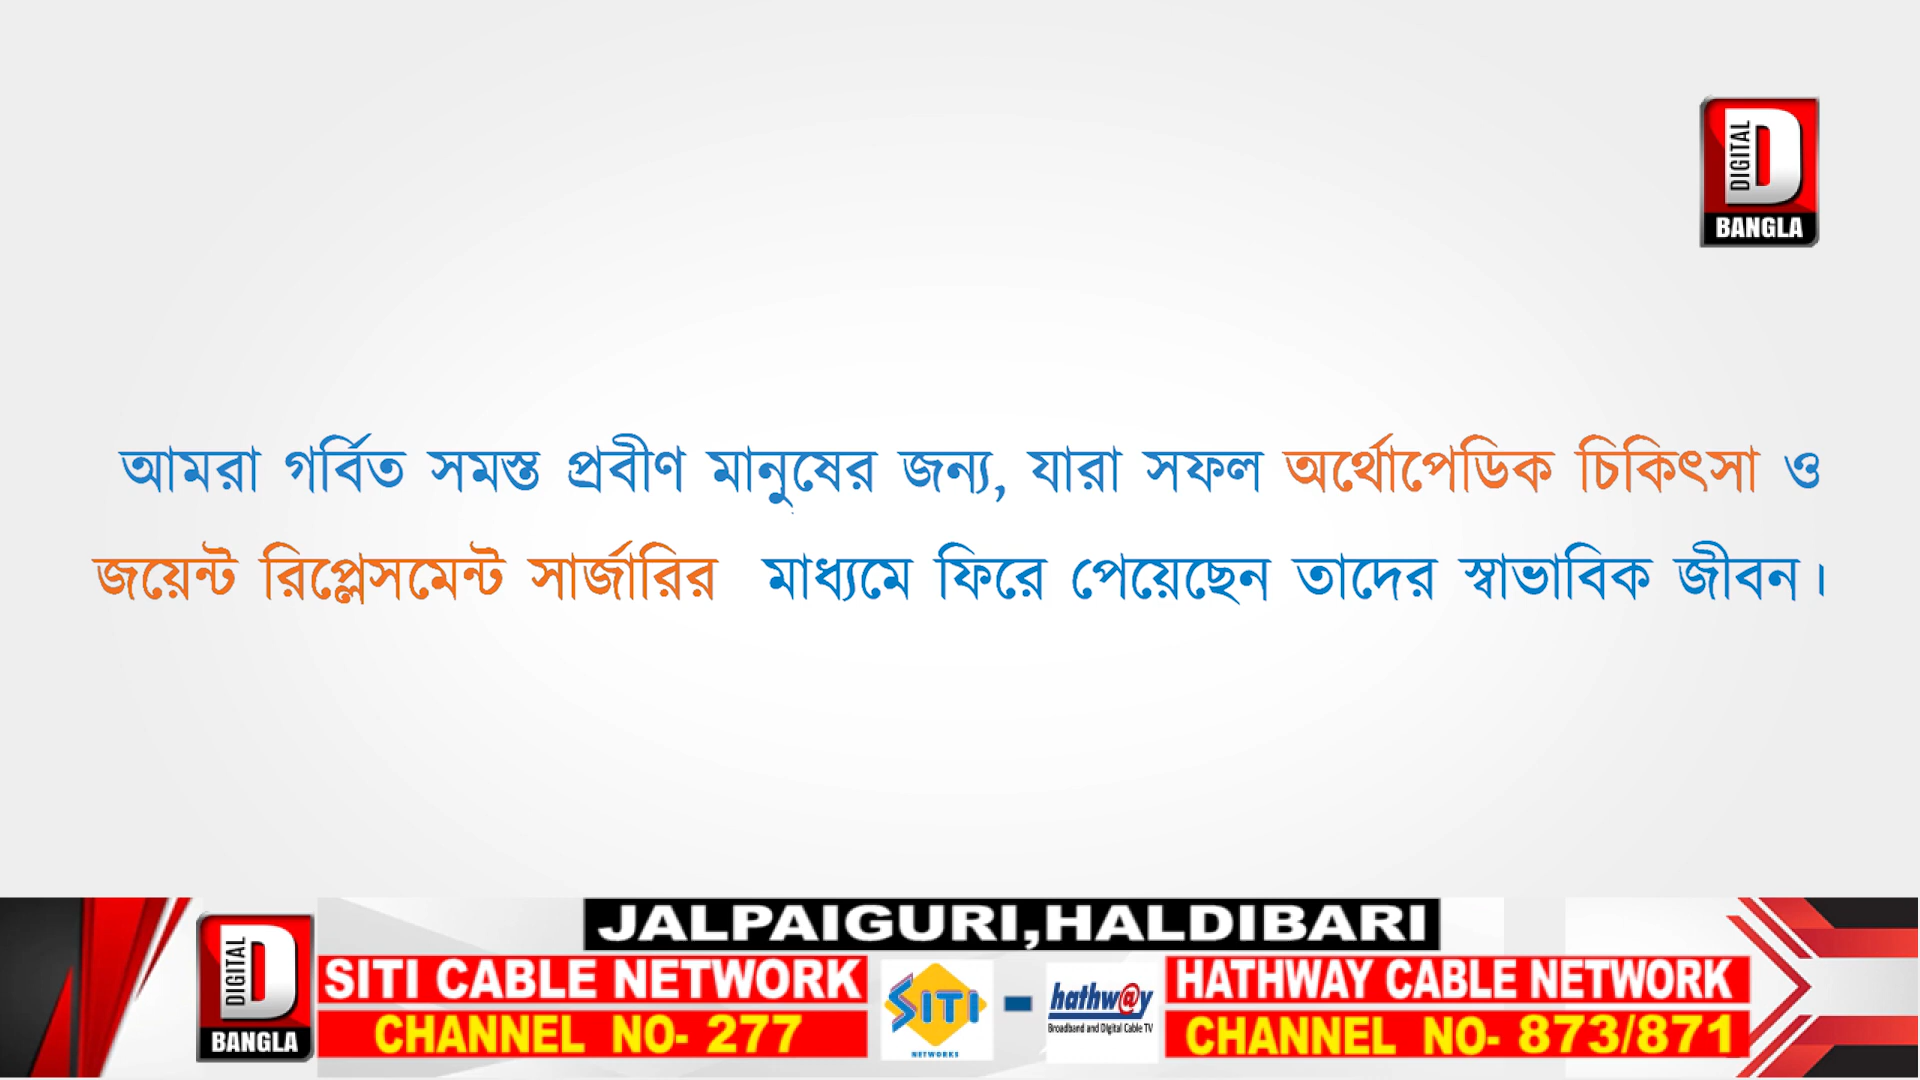 DIGITAL
BANGLA
আমরা গর্বিত সমস্ত প্রবীণ মানুষের জন্য, যারা সফল অর্থোপেডিক চিকিৎসা ও
জয়েন্ট রিপ্লেসমেন্ট সার্জারির মাধ্যমে ফিরে পেয়েছেন তাদের স্বাভাবিক জীবন।
JALPAIGURI,HALDIBARI
DIGITAL
BANGLA
SITI CABLE NETWORK
CHANNEL NO- 277
SITI
NETWORKS
hathw@y
Broadband and Digital Cable TV
HATHWAY CABLE NETWORK
CHANNEL NO- 873/871